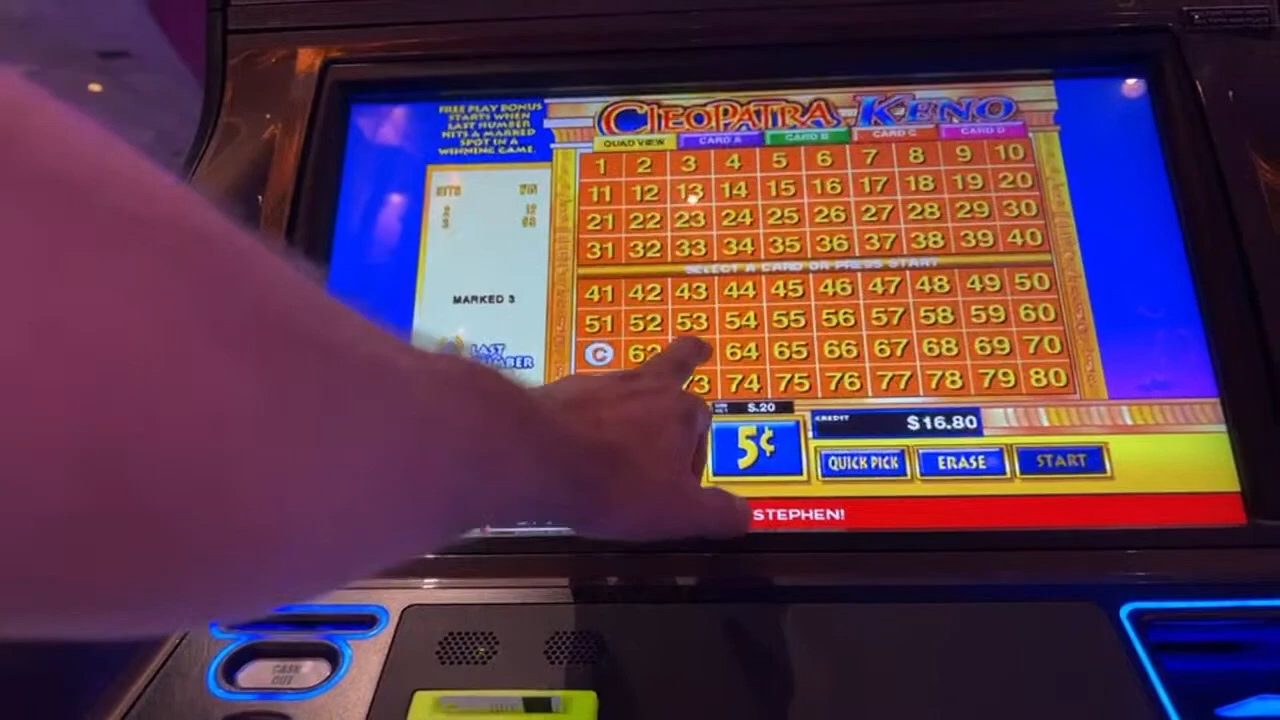 FREE PLAY BONUS
STARTS WHEN
LAST NUMBER
HITS A MARKED
SPOT IN A
WINNING GAME.
CLEOPATRA KENO
QUAD VIEW CARD A CARD B CARD C CARD D
1 2 3 4 5 6 7 8 9 10
11 12 13 14 15 16 17 18 19 20
21 22 23 24 25 26 27 28 29 30
31 32 33 34 35 36 37 38 39 40
SELECT A CARD OR PRESS START
41 42 43 44 45 46 47 48 49 50
51 52 53 54 55 56 57 58 59 60
C 62 64 65 66 67 68 69 70
73 74 75 76 77 78 79 80
HITS WIN
2 12
MARKED 3
LAST
$.20
5¢
CREDIT $16.80
QUICK PICK ERASE START
STEPHEN!
CASH
OUT